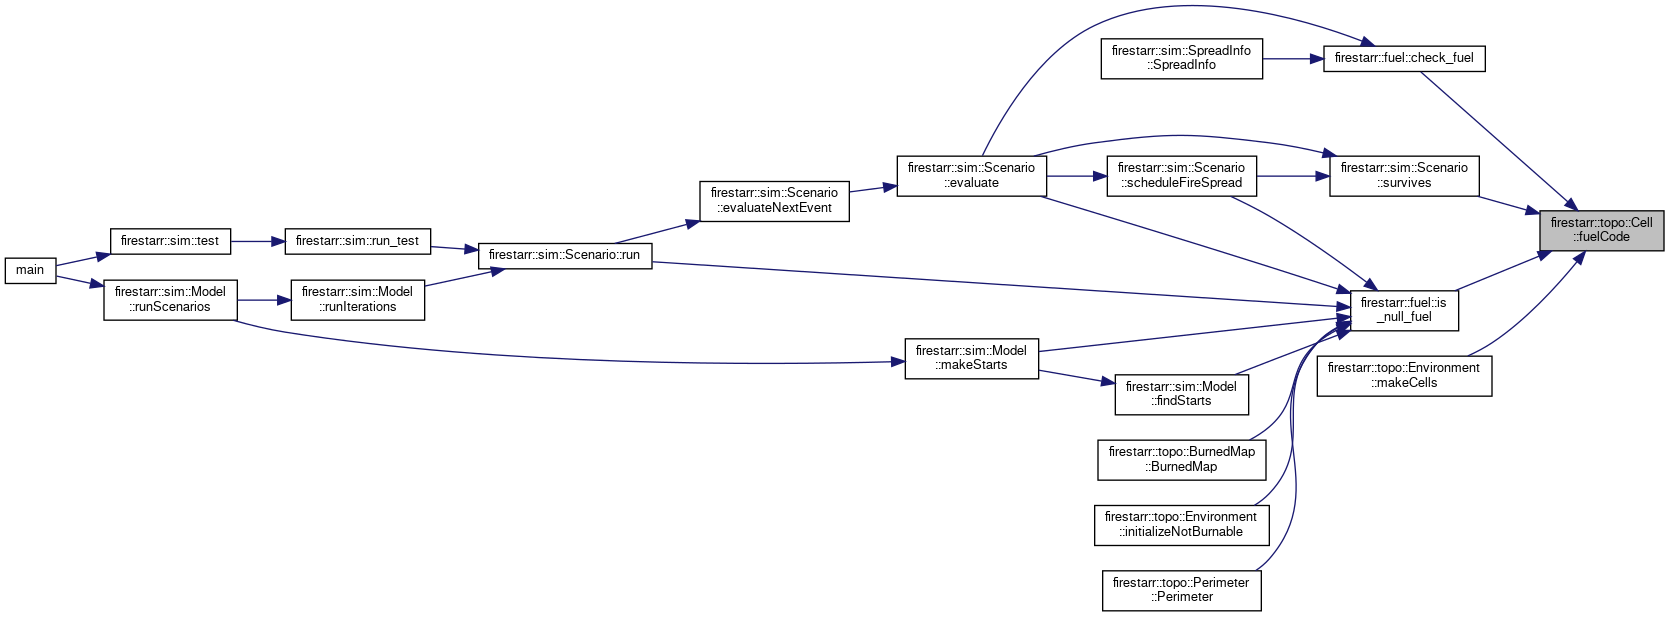 firestarr::sim::SpreadInfo
::SpreadInfo
firestarr::fuel::check_fuel
firestarr::sim::Scenario
::evaluate
firestarr::sim::Scenario
::scheduleFireSpread
firestarr::sim::Scenario
::survives
firestarr::sim::Scenario
::evaluateNextEvent
firestarr::topo::Cell
::fuelCode
firestarr::sim::test
firestarr::sim::run_test
firestarr::sim::Scenario::run
main
firestarr::sim::Model
::runScenarios
firestarr::sim::Model
::runIterations
firestarr::fuel::is
_null_fuel
firestarr::sim::Model
::makeStarts
firestarr::topo::Environment
::makeCells
firestarr::sim::Model
::findStarts
firestarr::topo::BurnedMap
::BurnedMap
firestarr::topo::Environment
::initializeNotBurnable
firestarr::topo::Perimeter
::Perimeter